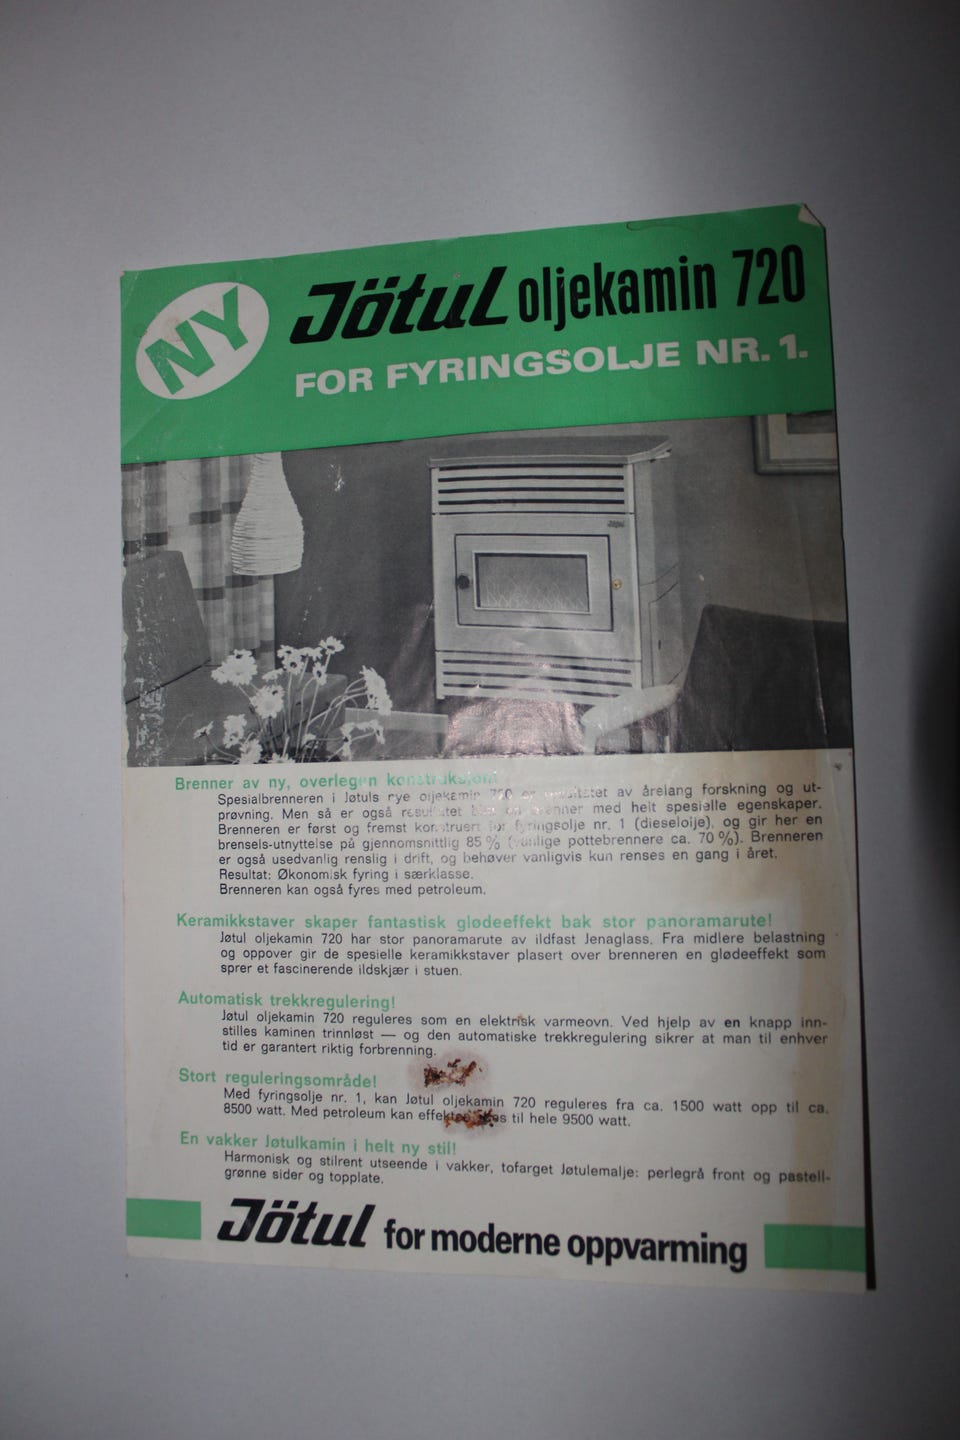 NY
Jötul oljekamin 720
FOR FYRINGSOLJE NR. 1.
Jøtul
Brenner av ny, overlegen konstruksjon!
Spesialbrenneren i Jøtuls nye oljekamin 720 er resultatet av årelang forskning og ut-
prøvning. Men så er også resultatet blitt en brenner med helt spesielle egenskaper.
Brenneren er først og fremst konstruert for fyringsolje nr. 1 (dieselolje), og gir her en
brensels-utnyttelse på gjennomsnittlig 85 % (vanlige pottebrennere ca. 70 %). Brenneren
er også usedvanlig renslig i drift, og behøver vanligvis kun renses en gang i året.
Resultat: Økonomisk fyring i særklasse.
Brenneren kan også fyres med petroleum.
Keramikkstaver skaper fantastisk glødeeffekt bak stor panoramarute!
Jøtul oljekamin 720 har stor panoramarute av ildfast Jenaglass. Fra midlere belastning
og oppover gir de spesielle keramikkstaver plasert over brenneren en glødeeffekt som
sprer et fascinerende ildskjær i stuen.
Automatisk trekkregulering!
Jøtul oljekamin 720 reguleres som en elektrisk varmeovn. Ved hjelp av en knapp inn-
stilles kaminen trinnløst — og den automatiske trekkregulering sikrer at man til enhver
tid er garantert riktig forbrenning.
Stort reguleringsområde!
Med fyringsolje nr. 1, kan Jøtul oljekamin 720 reguleres fra ca. 1500 watt opp til ca.
8500 watt. Med petroleum kan til hele 9500 watt.
En vakker Jøtulkamin i helt ny stil!
Harmonisk og stilrent utseende i vakker, tofarget Jøtulemalje: perlegrå front og pastell-
grønne sider og topplate.
Jötul for moderne oppvarming